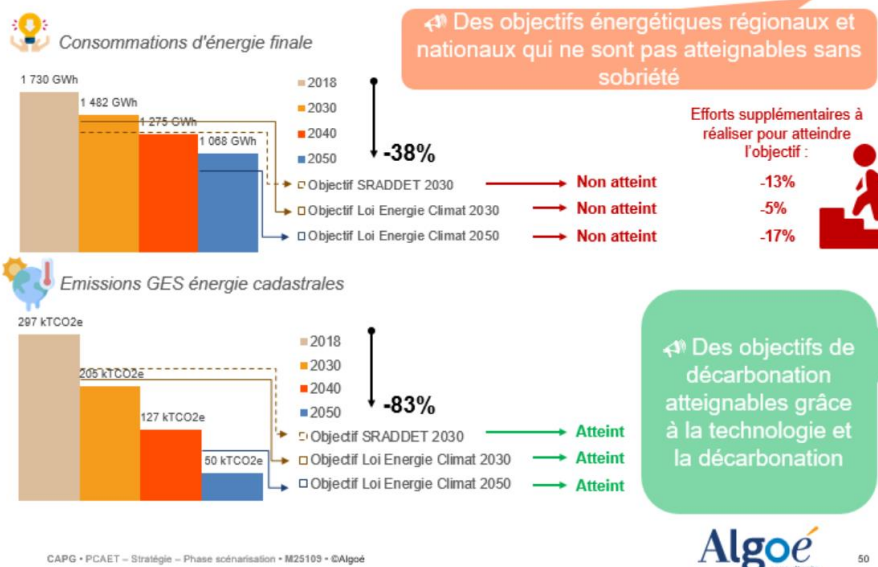 Des objectifs énergétiques régionaux et
nationaux qui ne sont pas atteignables sans
sobriété
Consommations d'énergie finale
1 730 GWh
1 482 GWh
1 275 GWh
1 068 GWh
2018
2030
2040
2050
-38%
Efforts supplémentaires à
réaliser pour atteindre
l'objectif :
Objectif SRADDET 2030 Non atteint -13%
Objectif Loi Energie Climat 2030 Non atteint -5%
Objectif Loi Energie Climat 2050 Non atteint -17%
Emissions GES énergie cadastrales
297 kTCO2e
205 kTCO2e
127 kTCO2e
50 kTCO2e
2018
2030
2040
2050
-83%
Objectif SRADDET 2030 Atteint
Objectif Loi Energie Climat 2030 Atteint
Objectif Loi Energie Climat 2050 Atteint
Des objectifs de
décarbonation
atteignables grâce
à la technologie et
la décarbonation
CAPG • PCAET – Stratégie – Phase scénarisation • M25109 • ©Algoé
Algoé
50